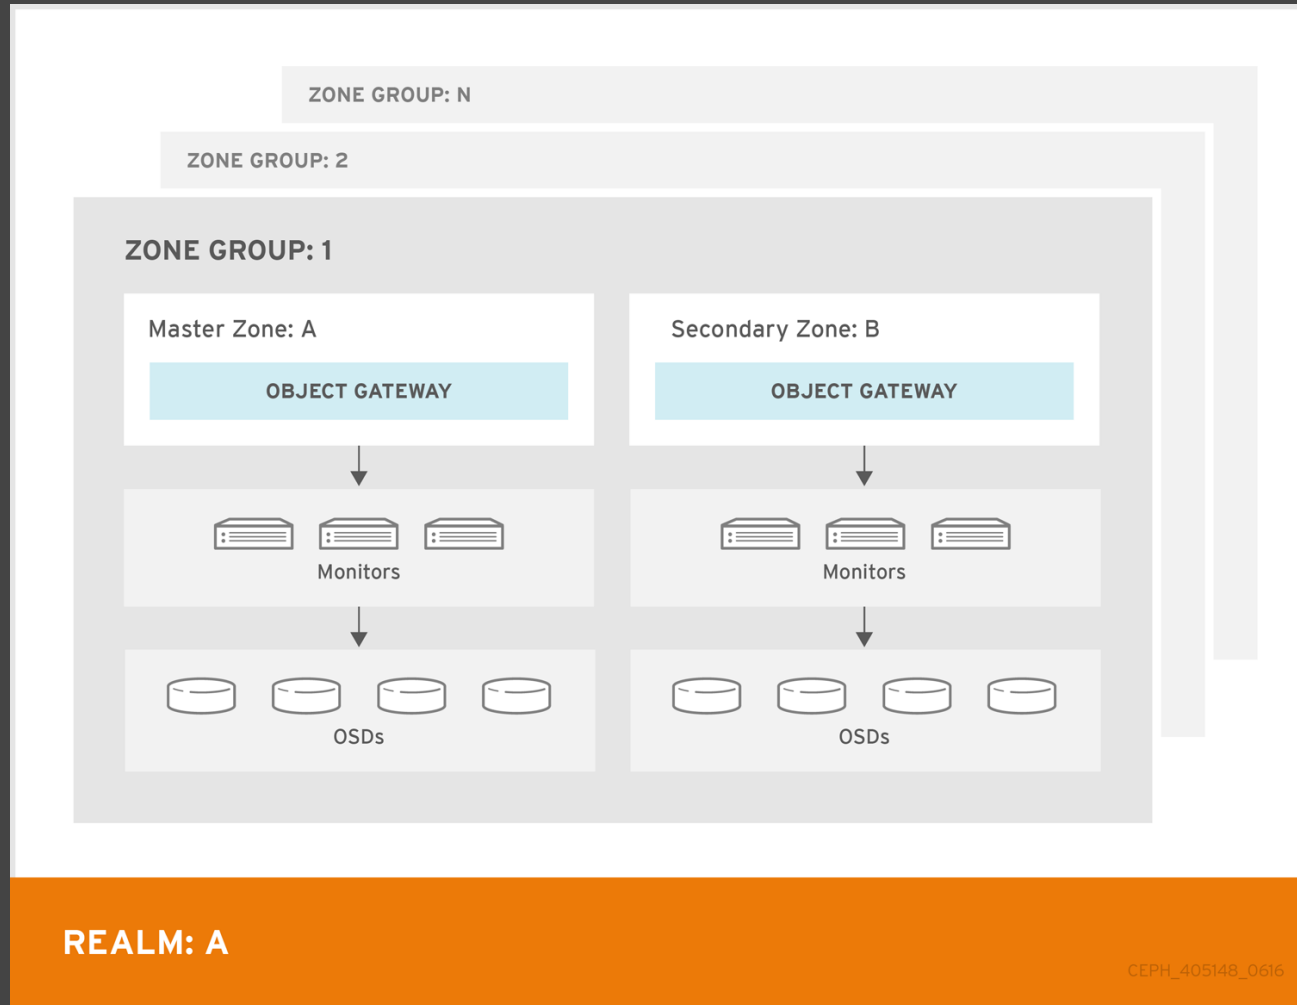 ZONE GROUP: N
ZONE GROUP: 2
ZONE GROUP: 1
Master Zone: A
Secondary Zone: B
OBJECT GATEWAY
OBJECT GATEWAY
Monitors
Monitors
OSDs
OSDs
REALM: A
CEPH_405148_0616